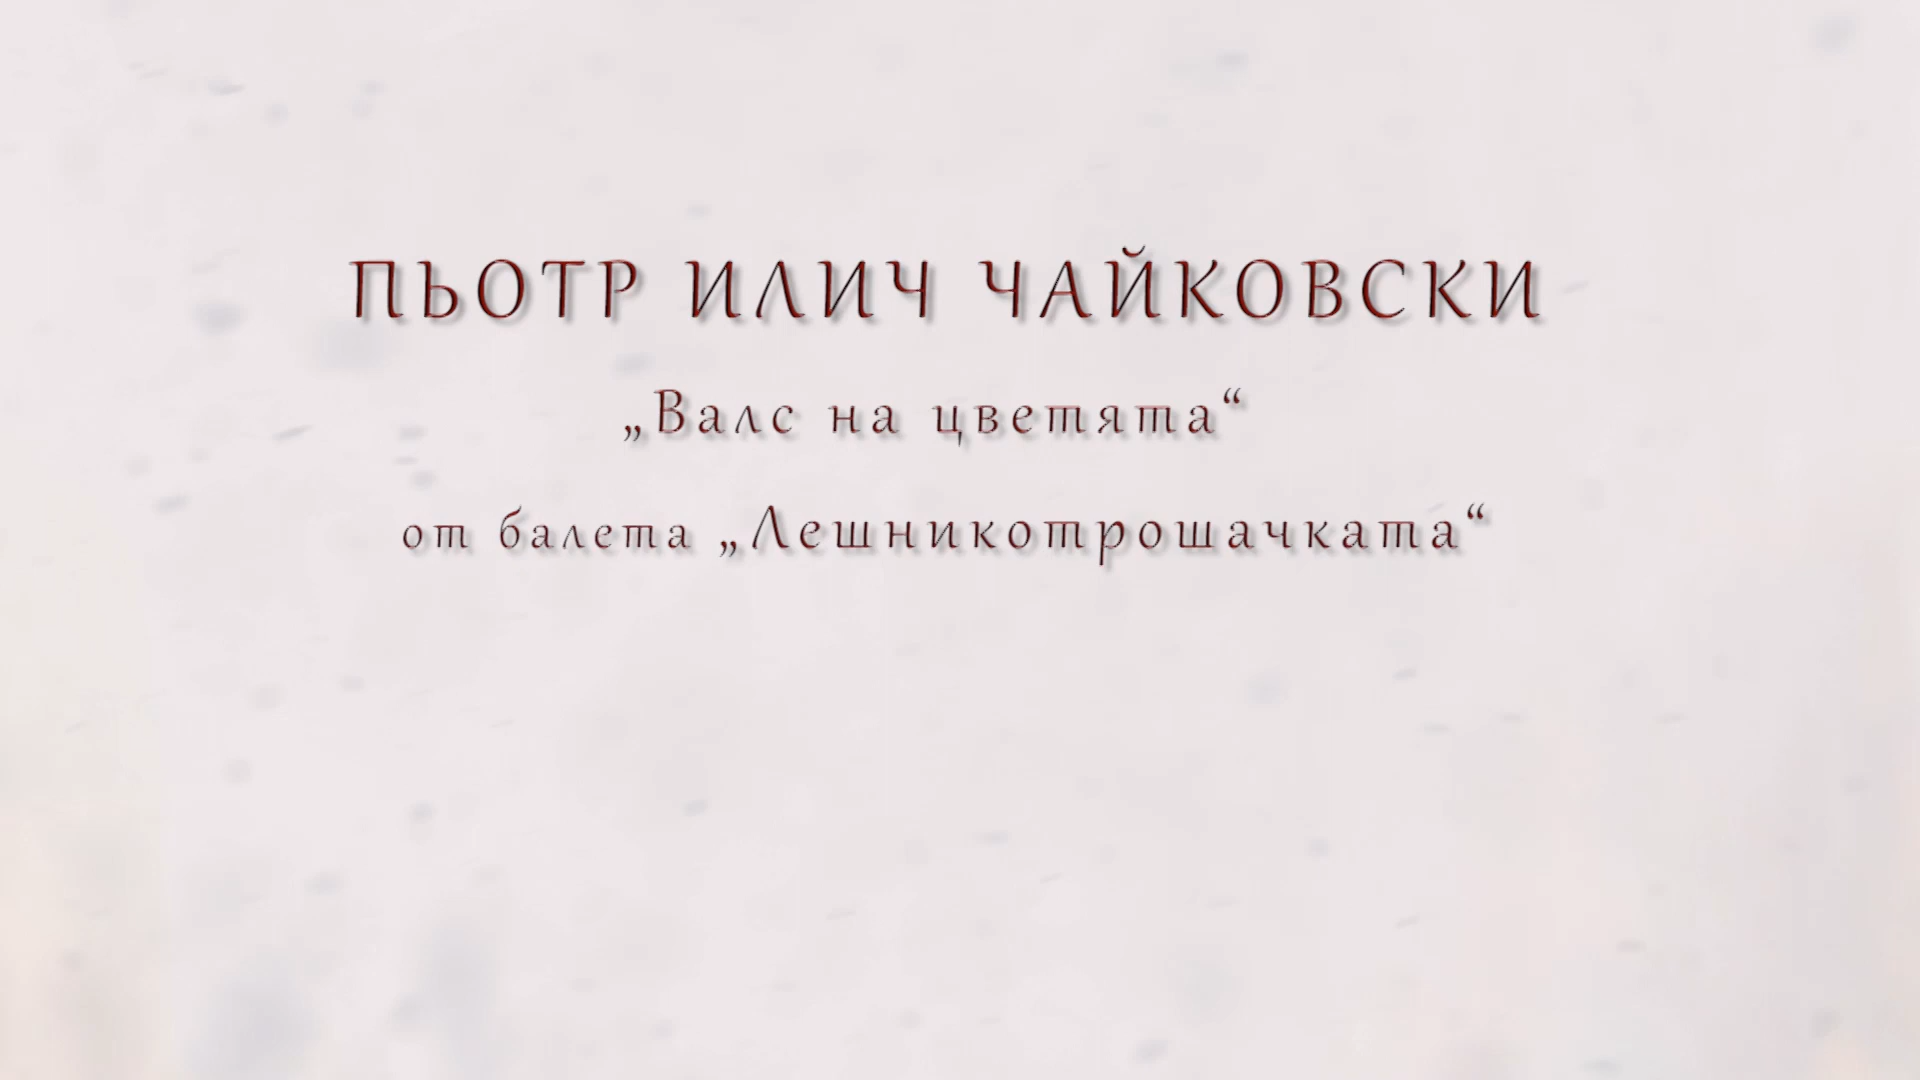 ПЬОТР ИЛИЧ ЧАЙКОВСКИ
„Валс на цветята“
от балета „Лешникотрошачката“